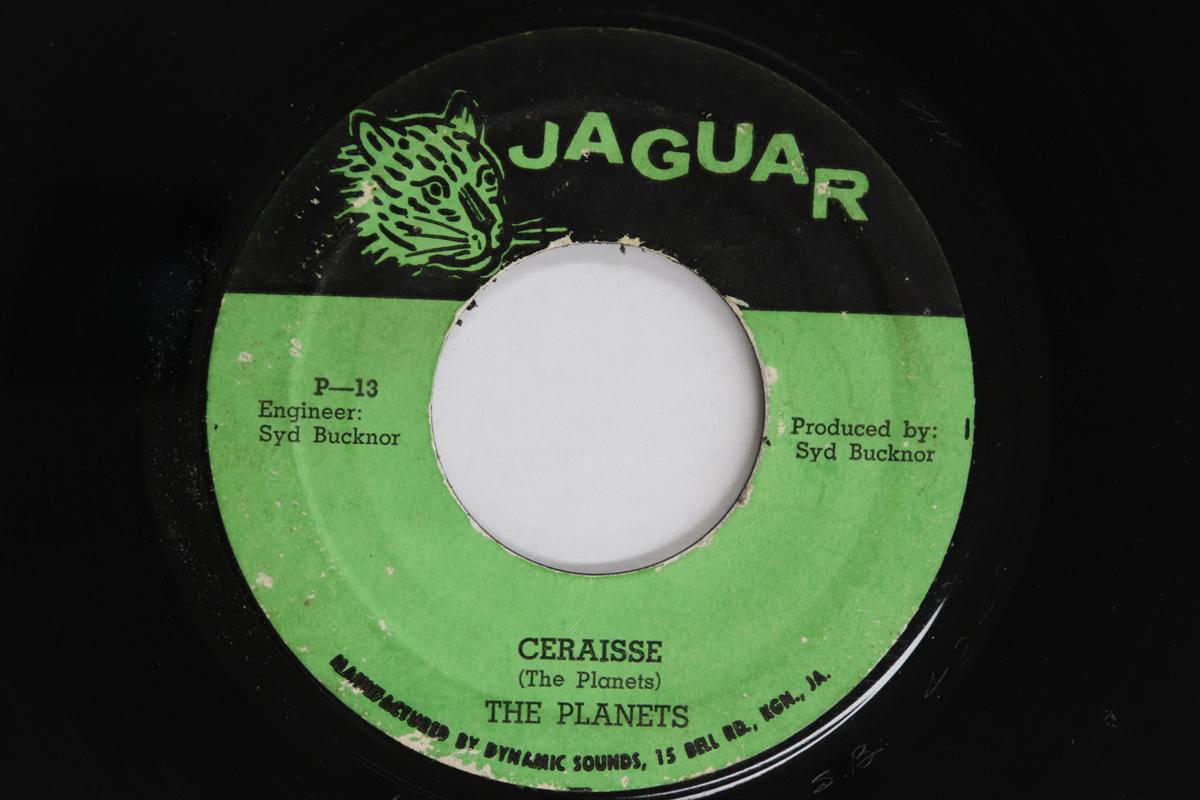 JAGUAR
P—13
Engineer:
Syd Bucknor
Produced by:
Syd Bucknor
CERAISSE
(The Planets)
THE PLANETS
MANUFACTURED BY DYNAMIC SOUNDS, 15 BELL RD., KGN., JA.
S.B